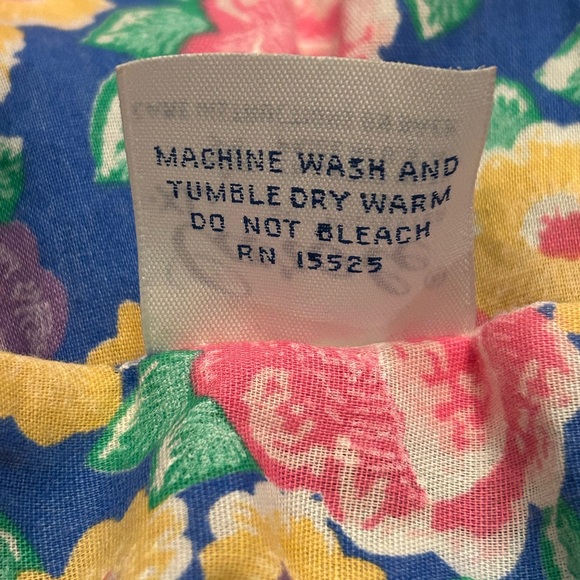 MACHINE WASH AND
TUMBLE DRY WARM
DO NOT BLEACH
RN 15525